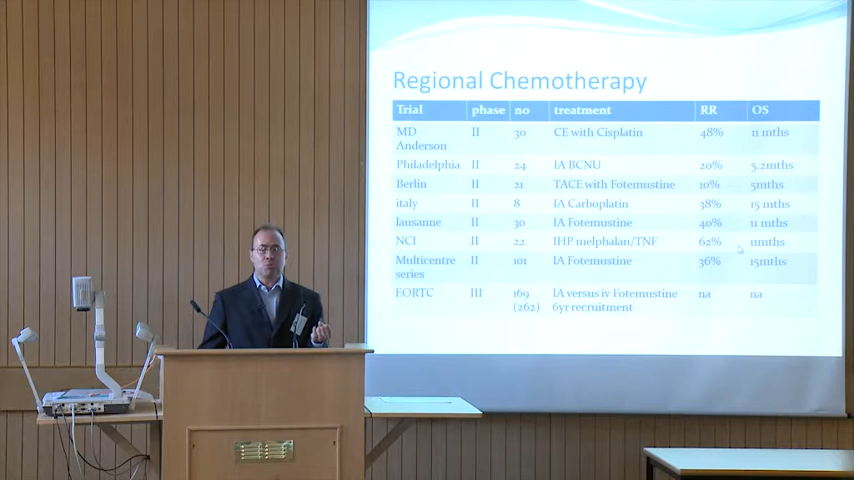 Regional Chemotherapy
Trial phase no treatment RR OS
MD Anderson II 30 CE with Cisplatin 48% 11 mths
Philadelphia II 24 IA BCNU 20% 5.2mths
Berlin II 21 TACE with Fotemustine 10% 5mths
italy II 8 IA Carboplatin 38% 15 mths
lausanne II 30 IA Fotemustine 40% 11 mths
NCI II 22 IHP melphalan/TNF 62% 11mths
Multicentre series II 101 IA Fotemustine 36% 15mths
EORTC III 169 (262) IA versus iv Fotemustine 6yr recruitment na na